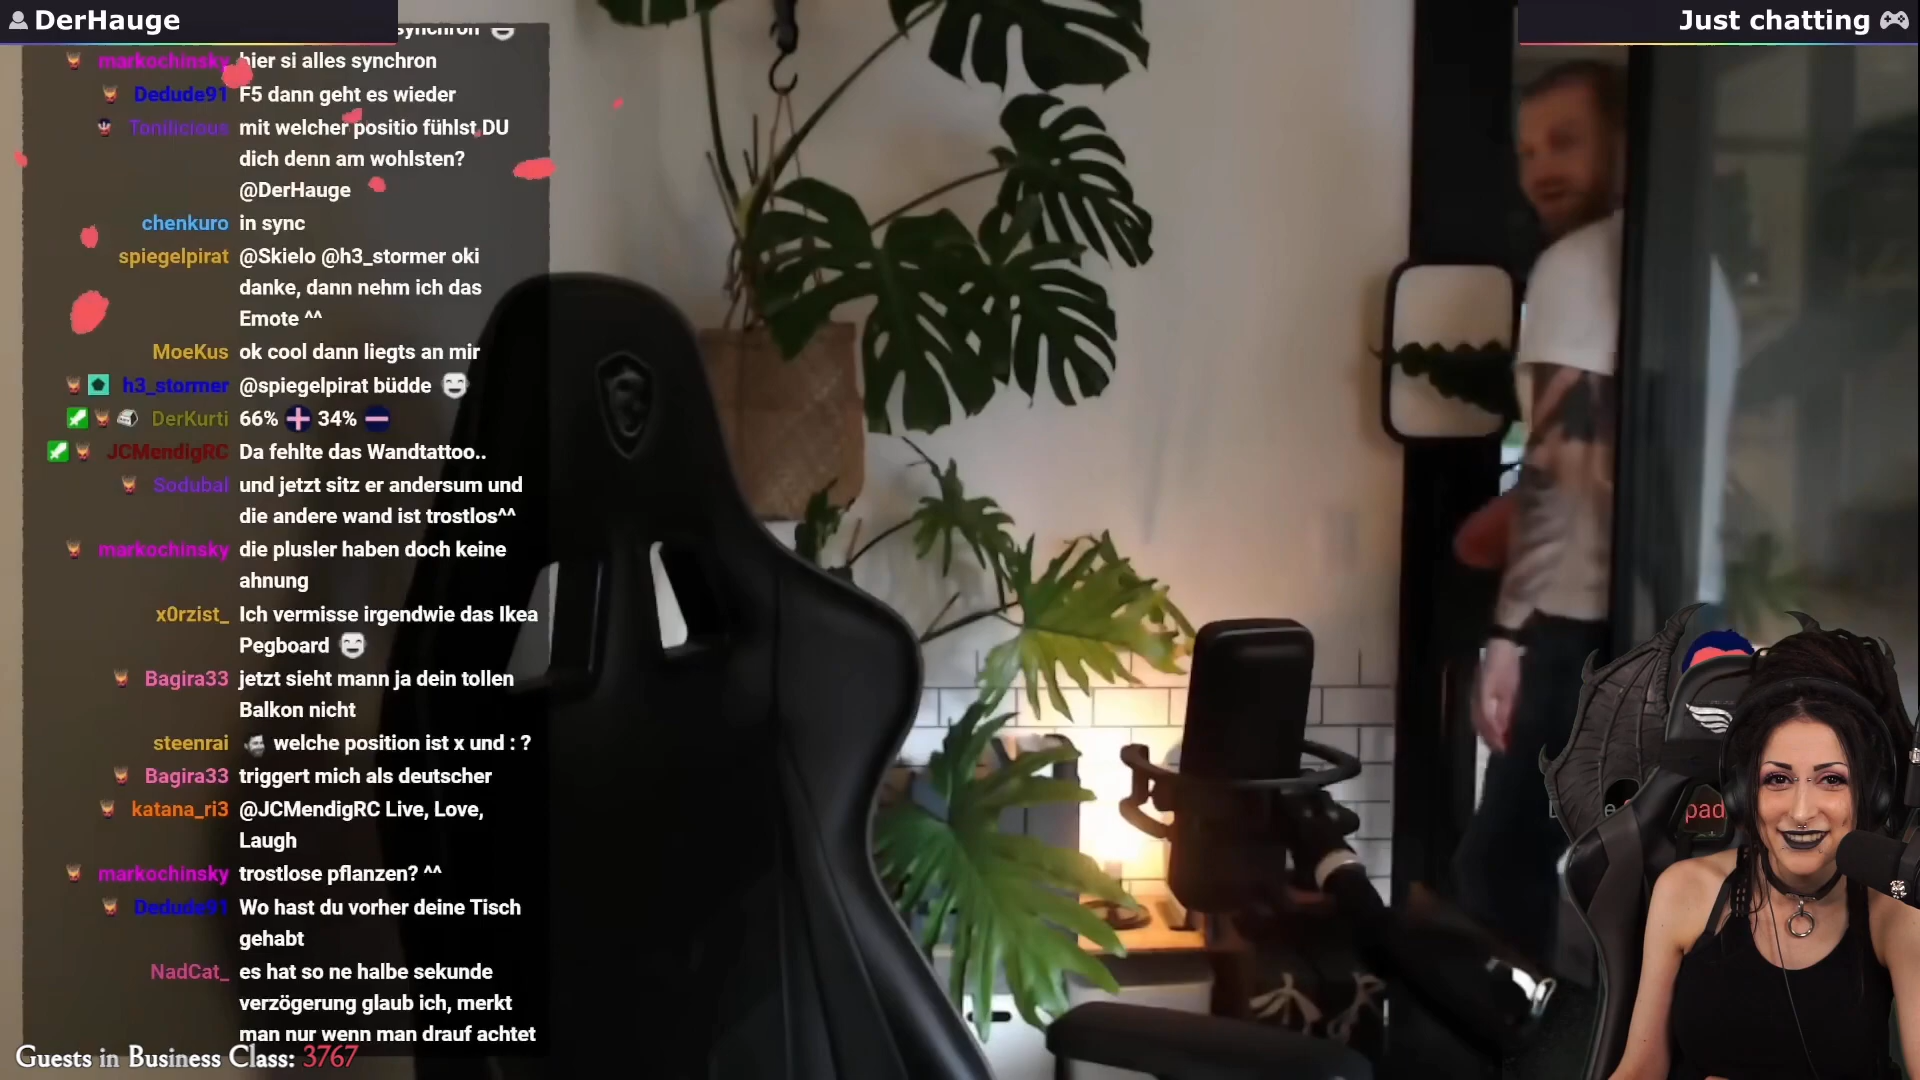 DerHauge
Just chatting
synchron
markochinsky hier si alles synchron
Dedude91 F5 dann geht es wieder
Tonilicious mit welcher positio fühlst DU
dich denn am wohlsten?
@DerHauge
chenkuro in sync
spiegelpirat @Skielo @h3_stormer oki
danke, dann nehm ich das
Emote ^^
MoeKus ok cool dann liegts an mir
h3_stormer @spiegelpirat büdde
DerKurti 66% 34%
JCMendigRC Da fehlte das Wandtattoo..
Sodubal und jetzt sitz er andersum und
die andere wand ist trostlos^^
markochinsky die plusler haben doch keine
ahnung
x0rzist_ Ich vermisse irgendwie das Ikea
Pegboard
Bagira33 jetzt sieht mann ja dein tollen
Balkon nicht
steenrai welche position ist x und : ?
Bagira33 triggert mich als deutscher
katana_ri3 @JCMendigRC Live, Love,
Laugh
markochinsky trostlose pflanzen? ^^
Dedude91 Wo hast du vorher deine Tisch
gehabt
NadCat_ es hat so ne halbe sekunde
verzögerung glaub ich, merkt
man nur wenn man drauf achtet
Guests in Business Class: 3767